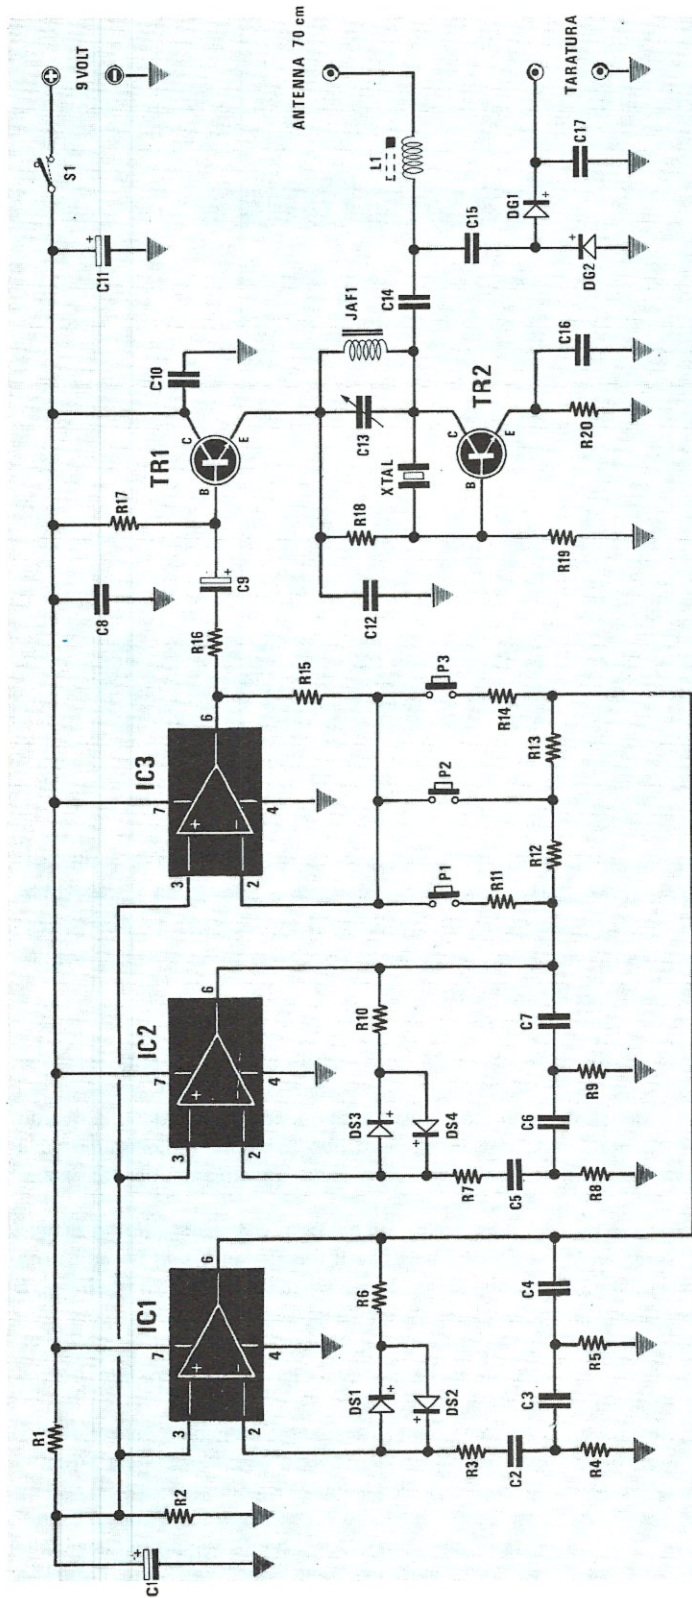 R1
S1
9 VOLT
C1
R2
IC1
IC2
IC3
C8
R17
C11
TR1
C10
3
7
6
2
4
3
7
6
2
4
3
7
6
2
4
R16
C9
B
C
E
ANTENNA 70 cm
DS1
DS2
R6
DS3
DS4
R10
R15
C12
R18
C13
JAF1
XTAL
C14
L1
R3
C2
R7
C5
P1
P2
P3
R11
R14
B
C
E
TR2
C15
DG1
TARATURA
R4
C3
R5
C4
R8
C6
R9
C7
R12
R13
R19
R20
C16
DG2
C17